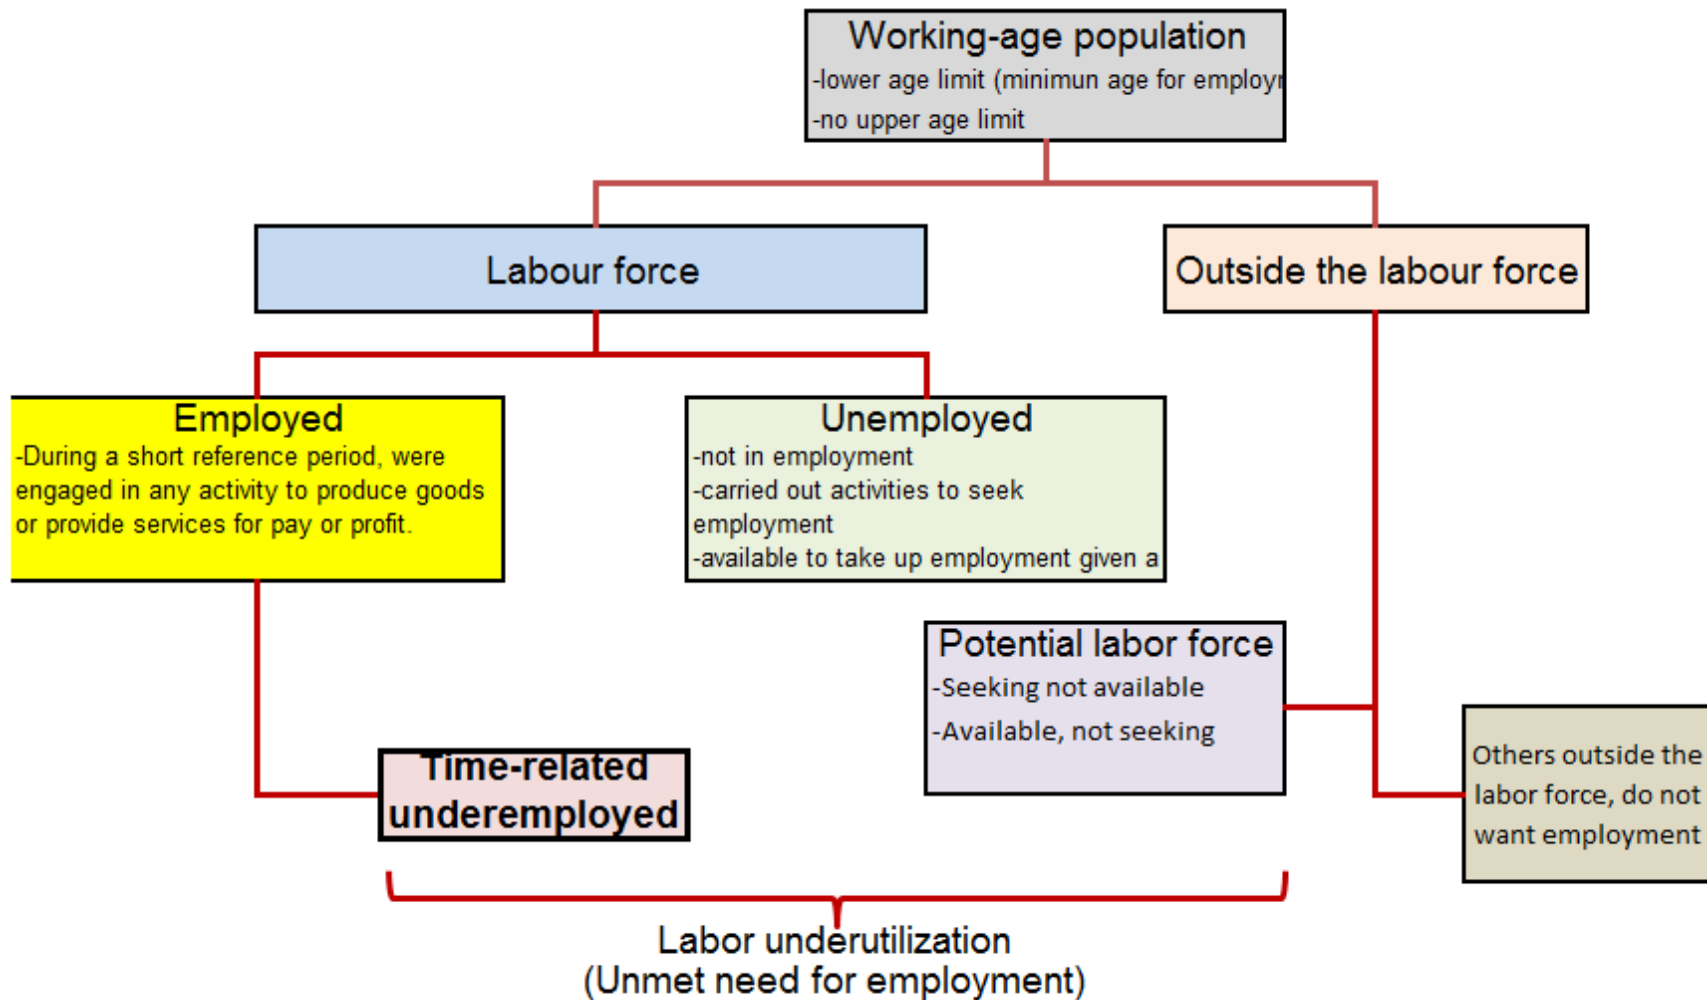 Working-age population
-lower age limit (minimun age for employr
-no upper age limit
Labour force
Outside the labour force
Employed
-During a short reference period, were
engaged in any activity to produce goods
or provide services for pay or profit.
Unemployed
-not in employment
-carried out activities to seek
employment
-available to take up employment given a
Potential labor force
-Seeking not available
-Available, not seeking
Time-related
underemployed
Others outside the
labor force, do not
want employment
Labor underutilization
(Unmet need for employment)